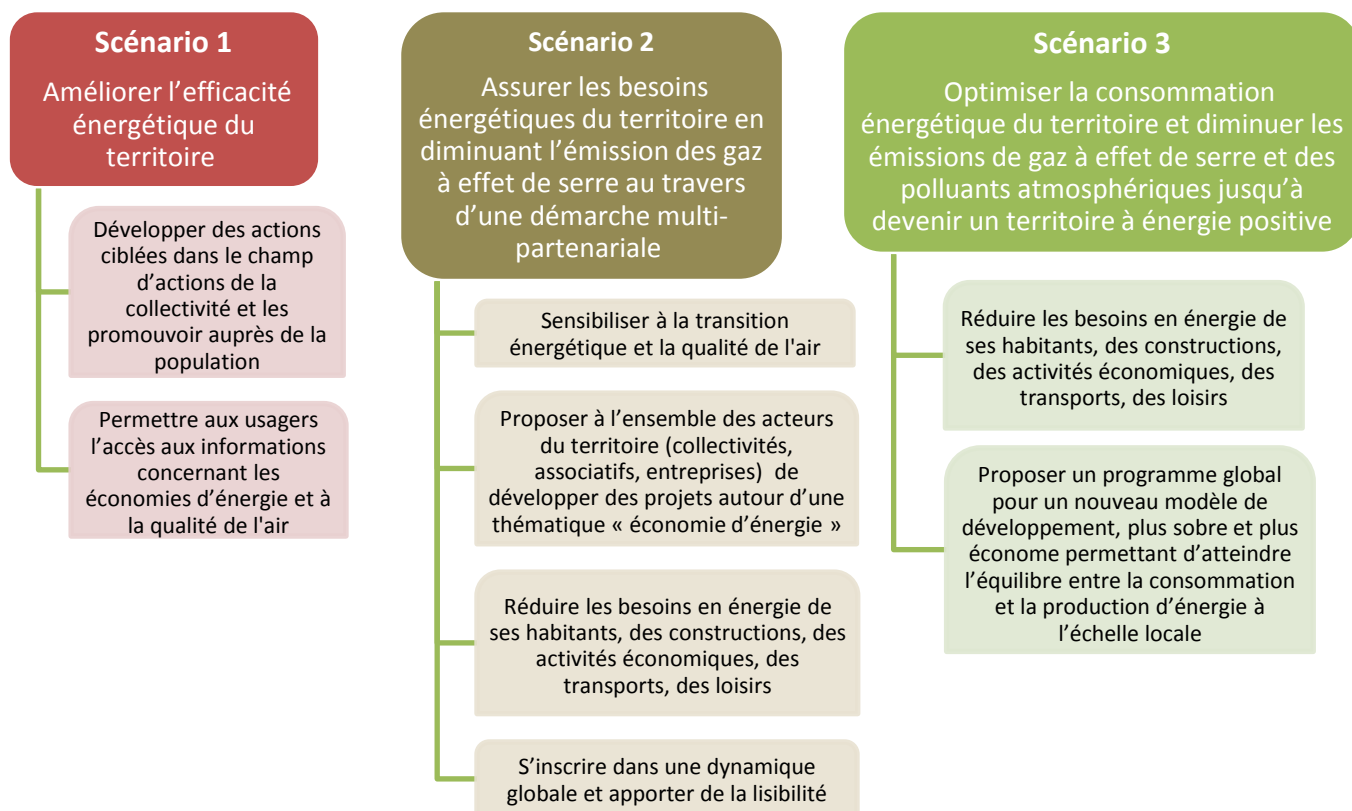 Scénario 1
Améliorer l’efficacité
énergétique du
territoire
Développer des actions
ciblées dans le champ
d’actions de la
collectivité et les
promouvoir auprès de la
population
Permettre aux usagers
l’accès aux informations
concernant les
économies d’énergie et à
la qualité de l'air
Scénario 2
Assurer les besoins
énergétiques du territoire en
diminuant l’émission des gaz
à effet de serre au travers
d’une démarche multi-
partenariale
Sensibiliser à la transition
énergétique et la qualité de l'air
Proposer à l’ensemble des acteurs
du territoire (collectivités,
associatifs, entreprises) de
développer des projets autour d’une
thématique « économie d’énergie »
Réduire les besoins en énergie de
ses habitants, des constructions, des
activités économiques, des
transports, des loisirs
S’inscrire dans une dynamique
globale et apporter de la lisibilité
Scénario 3
Optimiser la consommation
énergétique du territoire et diminuer les
émissions de gaz à effet de serre et des
polluants atmosphériques jusqu’à
devenir un territoire à énergie positive
Réduire les besoins en énergie de
ses habitants, des constructions,
des activités économiques, des
transports, des loisirs
Proposer un programme global
pour un nouveau modèle de
développement, plus sobre et plus
économe permettant d’atteindre
l’équilibre entre la consommation
et la production d’énergie à
l’échelle locale